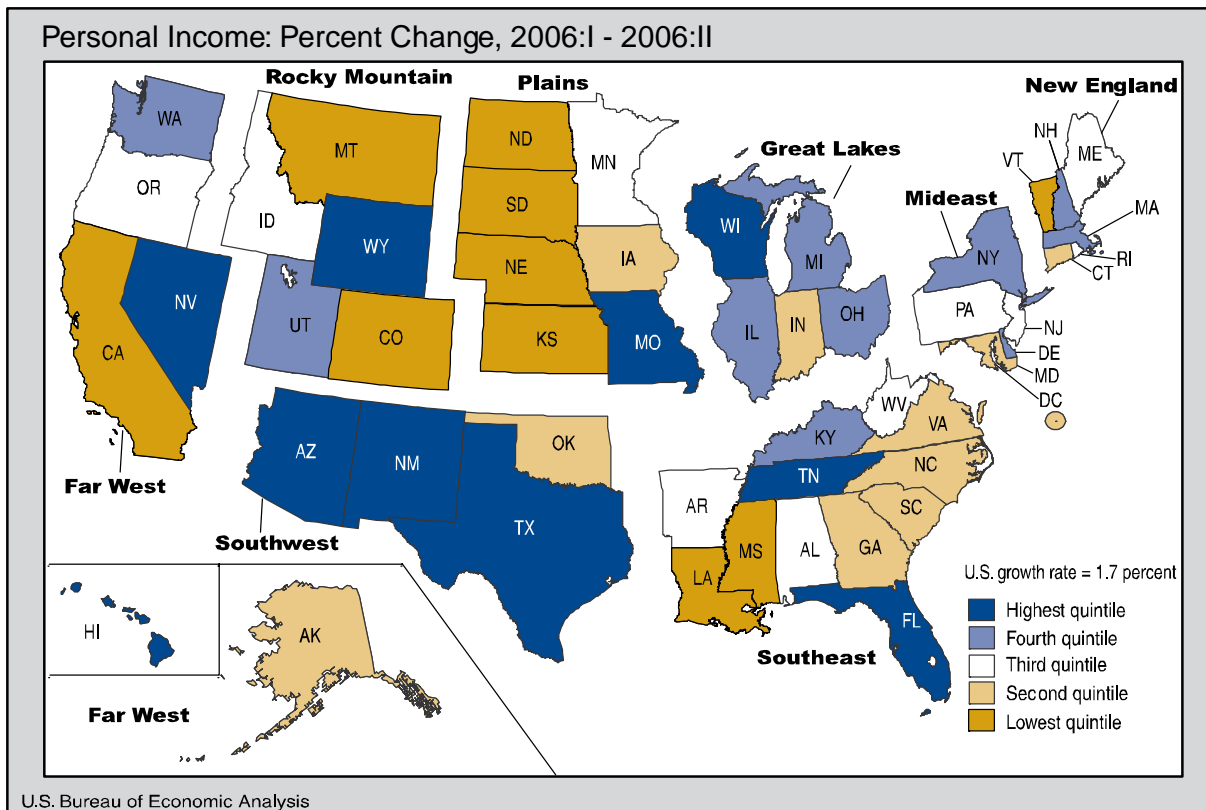 Personal Income: Percent Change, 2006:I - 2006:II
Rocky Mountain
Plains
New England
Great Lakes
Mideast
WA
OR
MT
ID
WY
NV
UT
CO
CA
ND
SD
NE
KS
MN
IA
MO
WI
MI
IL
IN
OH
NH
VT
ME
MA
RI
CT
NY
PA
NJ
DE
MD
DC
Far West
AZ
NM
OK
TX
Southwest
WV
VA
KY
NC
TN
SC
AR
MS
AL
GA
LA
FL
Southeast
HI
AK
Far West
U.S. growth rate = 1.7 percent
Highest quintile
Fourth quintile
Third quintile
Second quintile
Lowest quintile
U.S. Bureau of Economic Analysis